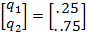 [q₁] = [.25]
[q₂] [..75]